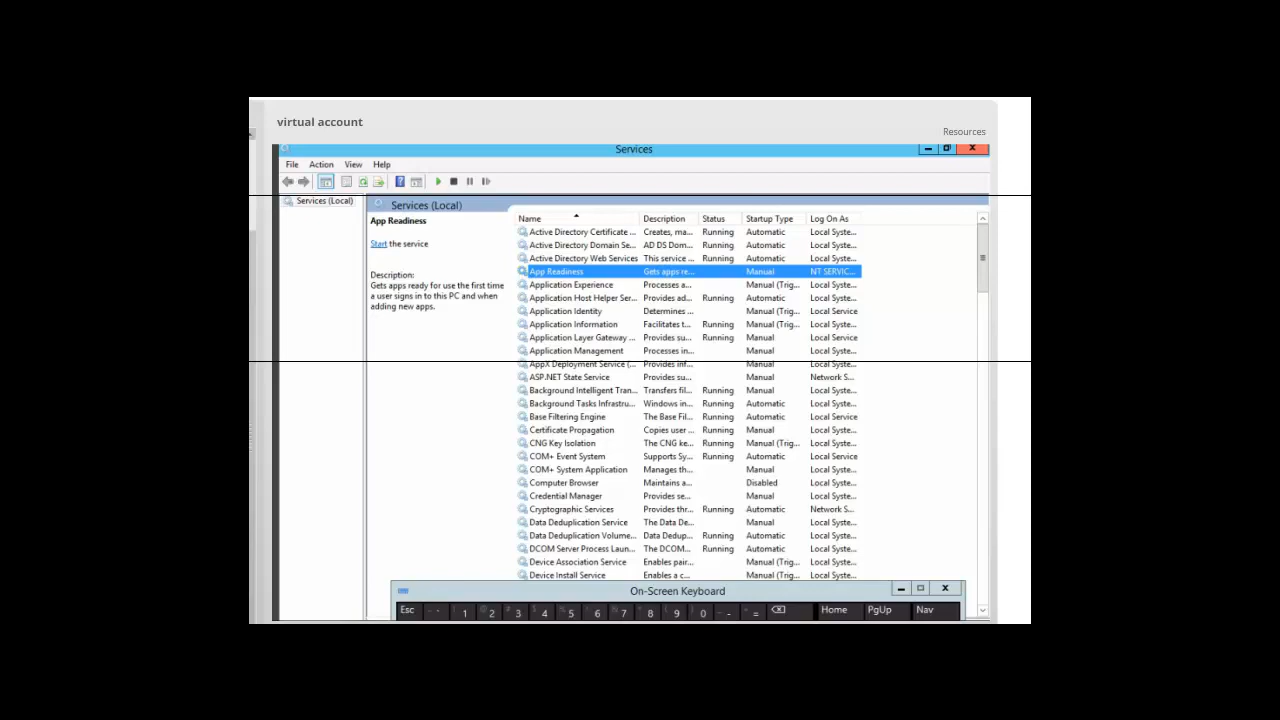 virtual account
Resources
Services
File Action View Help
Services (Local)
Services (Local)
App Readiness
Start the service
Description:
Gets apps ready for use the first time
a user signs in to this PC and when
adding new apps.
Name Description Status Startup Type Log On As
Active Directory Certificate ... Creates, ma... Running Automatic Local Syste...
Active Directory Domain Se... AD DS Dom... Running Automatic Local Syste...
Active Directory Web Services This service ... Running Automatic Local Syste...
App Readiness Gets apps re... Manual NT SERVIC...
Application Experience Processes a... Manual (Trig... Local Syste...
Application Host Helper Ser... Provides ad... Running Automatic Local Syste...
Application Identity Determines ... Manual (Trig... Local Service
Application Information Facilitates t... Running Manual (Trig... Local Syste...
Application Layer Gateway ... Provides su... Running Manual Local Service
Application Management Processes in... Manual Local Syste...
AppX Deployment Service (... Provides inf... Manual Local Syste...
ASP.NET State Service Provides su... Manual Network S...
Background Intelligent Tran... Transfers fil... Running Manual Local Syste...
Background Tasks Infrastru... Windows in... Running Automatic Local Syste...
Base Filtering Engine The Base Fil... Running Automatic Local Service
Certificate Propagation Copies user ... Running Manual Local Syste...
CNG Key Isolation The CNG ke... Running Manual (Trig... Local Syste...
COM+ Event System Supports Sy... Running Automatic Local Service
COM+ System Application Manages th... Manual Local Syste...
Computer Browser Maintains a... Disabled Local Syste...
Credential Manager Provides se... Manual Local Syste...
Cryptographic Services Provides thr... Running Automatic Network S...
Data Deduplication Service The Data De... Manual Local Syste...
Data Deduplication Volume... Data Dedup... Running Automatic Local Syste...
DCOM Server Process Laun... The DCOM... Running Automatic Local Syste...
Device Association Service Enables pair... Manual (Trig... Local Syste...
Device Install Service Enables a c... Manual (Trig... Local Syste...
On-Screen Keyboard
Esc 1 2 3 4 5 6 7 8 9 0 - = Home PgUp Nav